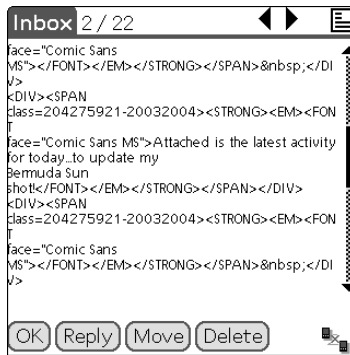 Inbox 2 / 22
face="Comic Sans
MS"></FONT></EM></STRONG></SPAN>&nbsp;</DI
V>
<DIV><SPAN
class=204275921-20032004><STRONG><EM><FON
T
face="Comic Sans MS">Attached is the latest activity
for today...to update my
Bermuda Sun
shot!</FONT></EM></STRONG></SPAN></DIV>
<DIV><SPAN
class=204275921-20032004><STRONG><EM><FON
T
face="Comic Sans
MS"></FONT></EM></STRONG></SPAN>&nbsp;</DI
V>
OK Reply Move Delete